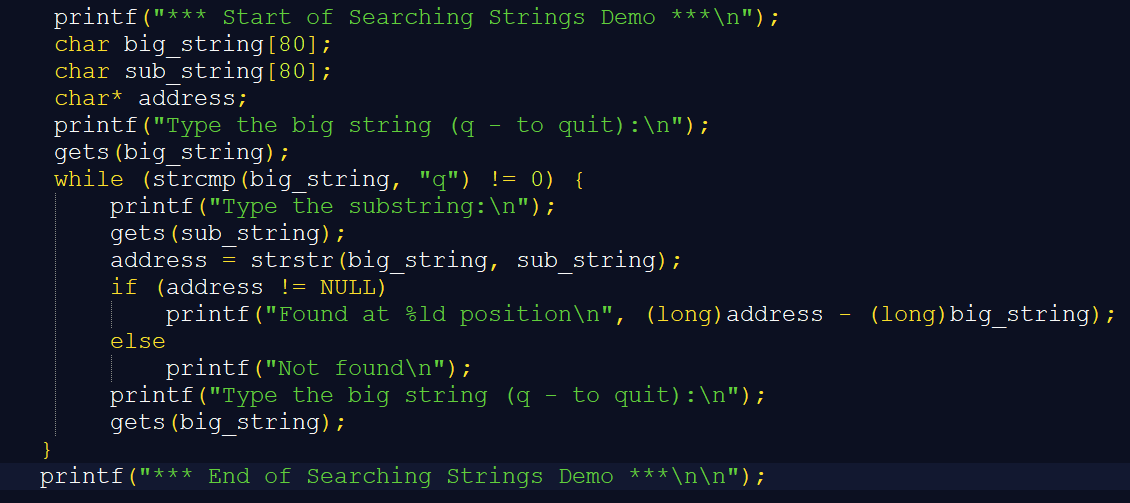 printf("*** Start of Searching Strings Demo ***\n");
char big_string[80];
char sub_string[80];
char* address;
printf("Type the big string (q - to quit):\n");
gets(big_string);
while (strcmp(big_string, "q") != 0) {
printf("Type the substring:\n");
gets(sub_string);
address = strstr(big_string, sub_string);
if (address != NULL)
printf("Found at %ld position\n", (long)address - (long)big_string);
else
printf("Not found\n");
printf("Type the big string (q - to quit):\n");
gets(big_string);
}
printf("*** End of Searching Strings Demo ***\n\n");